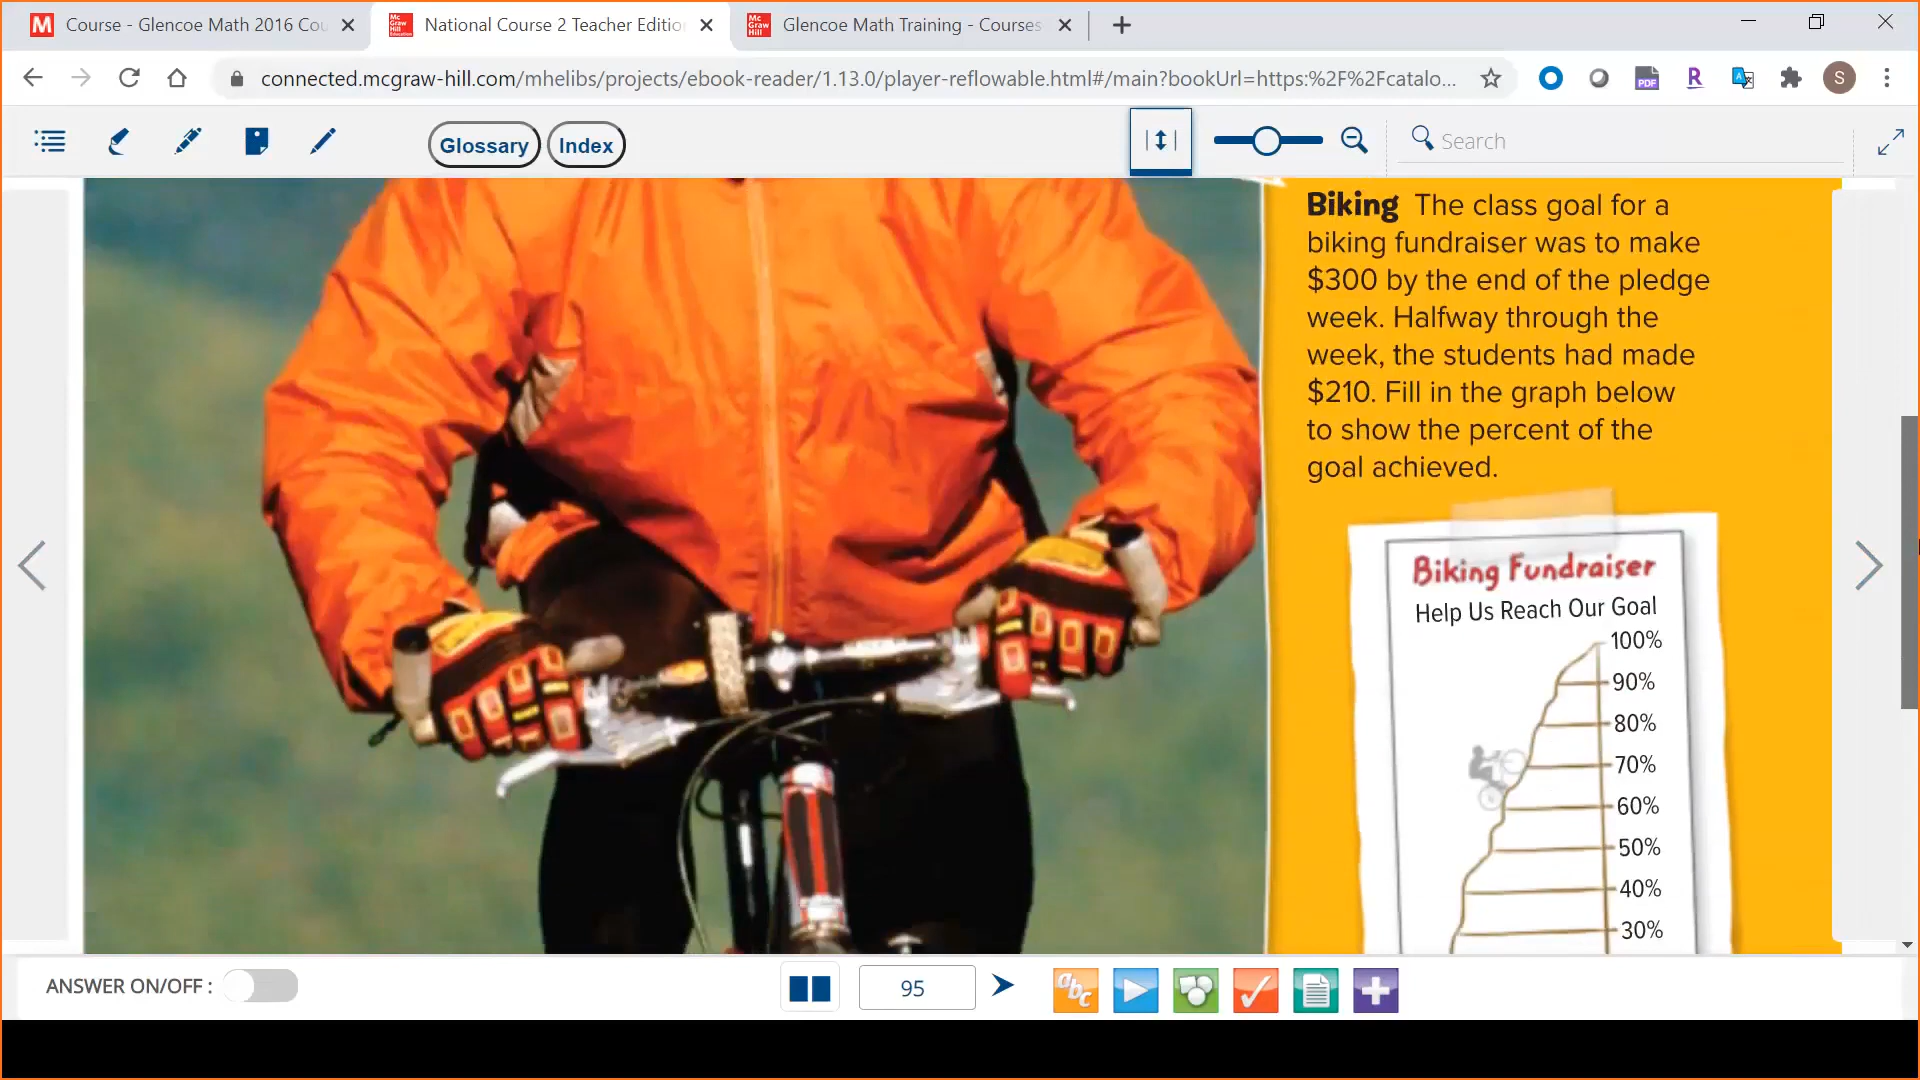 Course - Glencoe Math 2016 Cou
National Course 2 Teacher Editio
Glencoe Math Training - Courses
connected.mcgraw-hill.com/mhelibs/projects/ebook-reader/1.13.0/player-reflowable.html#/main?bookUrl=https:%2F%2Fcatalo...
PDF
R
S
Glossary
Index
Search
Biking The class goal for a
biking fundraiser was to make
$300 by the end of the pledge
week. Halfway through the
week, the students had made
$210. Fill in the graph below
to show the percent of the
goal achieved.
Biking Fundraiser
Help Us Reach Our Goal
100%
90%
80%
70%
60%
50%
40%
30%
ANSWER ON/OFF :
95
abc